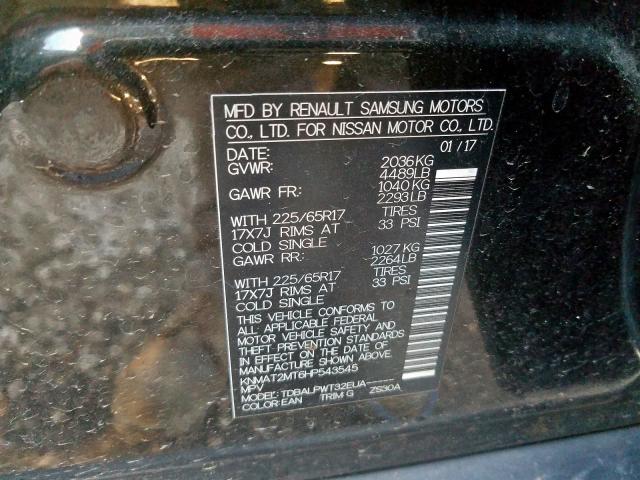 MFD BY RENAULT SAMSUNG MOTORS
CO., LTD. FOR NISSAN MOTOR CO., LTD.
DATE: 01/17
GVWR: 2036KG
4489LB
GAWR FR: 1040KG
2293LB
WITH 225/65R17 TIRES
17X7J RIMS AT 33 PSI
COLD SINGLE
GAWR RR: 1027KG
2264LB
WITH 225/65R17 TIRES
17X7J RIMS AT 33 PSI
COLD SINGLE
THIS VEHICLE CONFORMS TO
ALL APPLICABLE FEDERAL
MOTOR VEHICLE SAFETY AND
THEFT PREVENTION STANDARDS
IN EFFECT ON THE DATE OF
MANUFACTURE SHOWN ABOVE.
KNMAT2MT6HP543545
MPV
MODEL: TDBALPWT32EUA-----
COLOR:EAN TRIM:G ZS30A